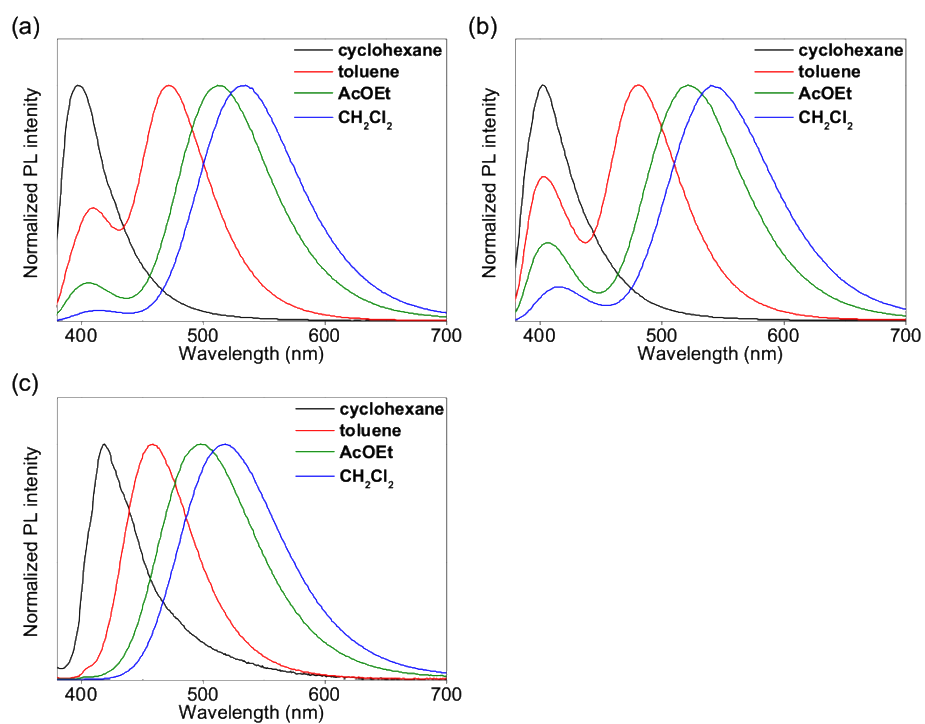 (a)
cyclohexane
toluene
AcOEt
CH₂Cl₂
Normalized PL intenity
400 500 600 700
Wavelength (nm)
(b)
cyclohexane
toluene
AcOEt
CH₂Cl₂
Normalized PL intenity
400 500 600 700
Wavelength (nm)
(c)
cyclohexane
toluene
AcOEt
CH₂Cl₂
Normalized PL intenity
400 500 600 700
Wavelength (nm)